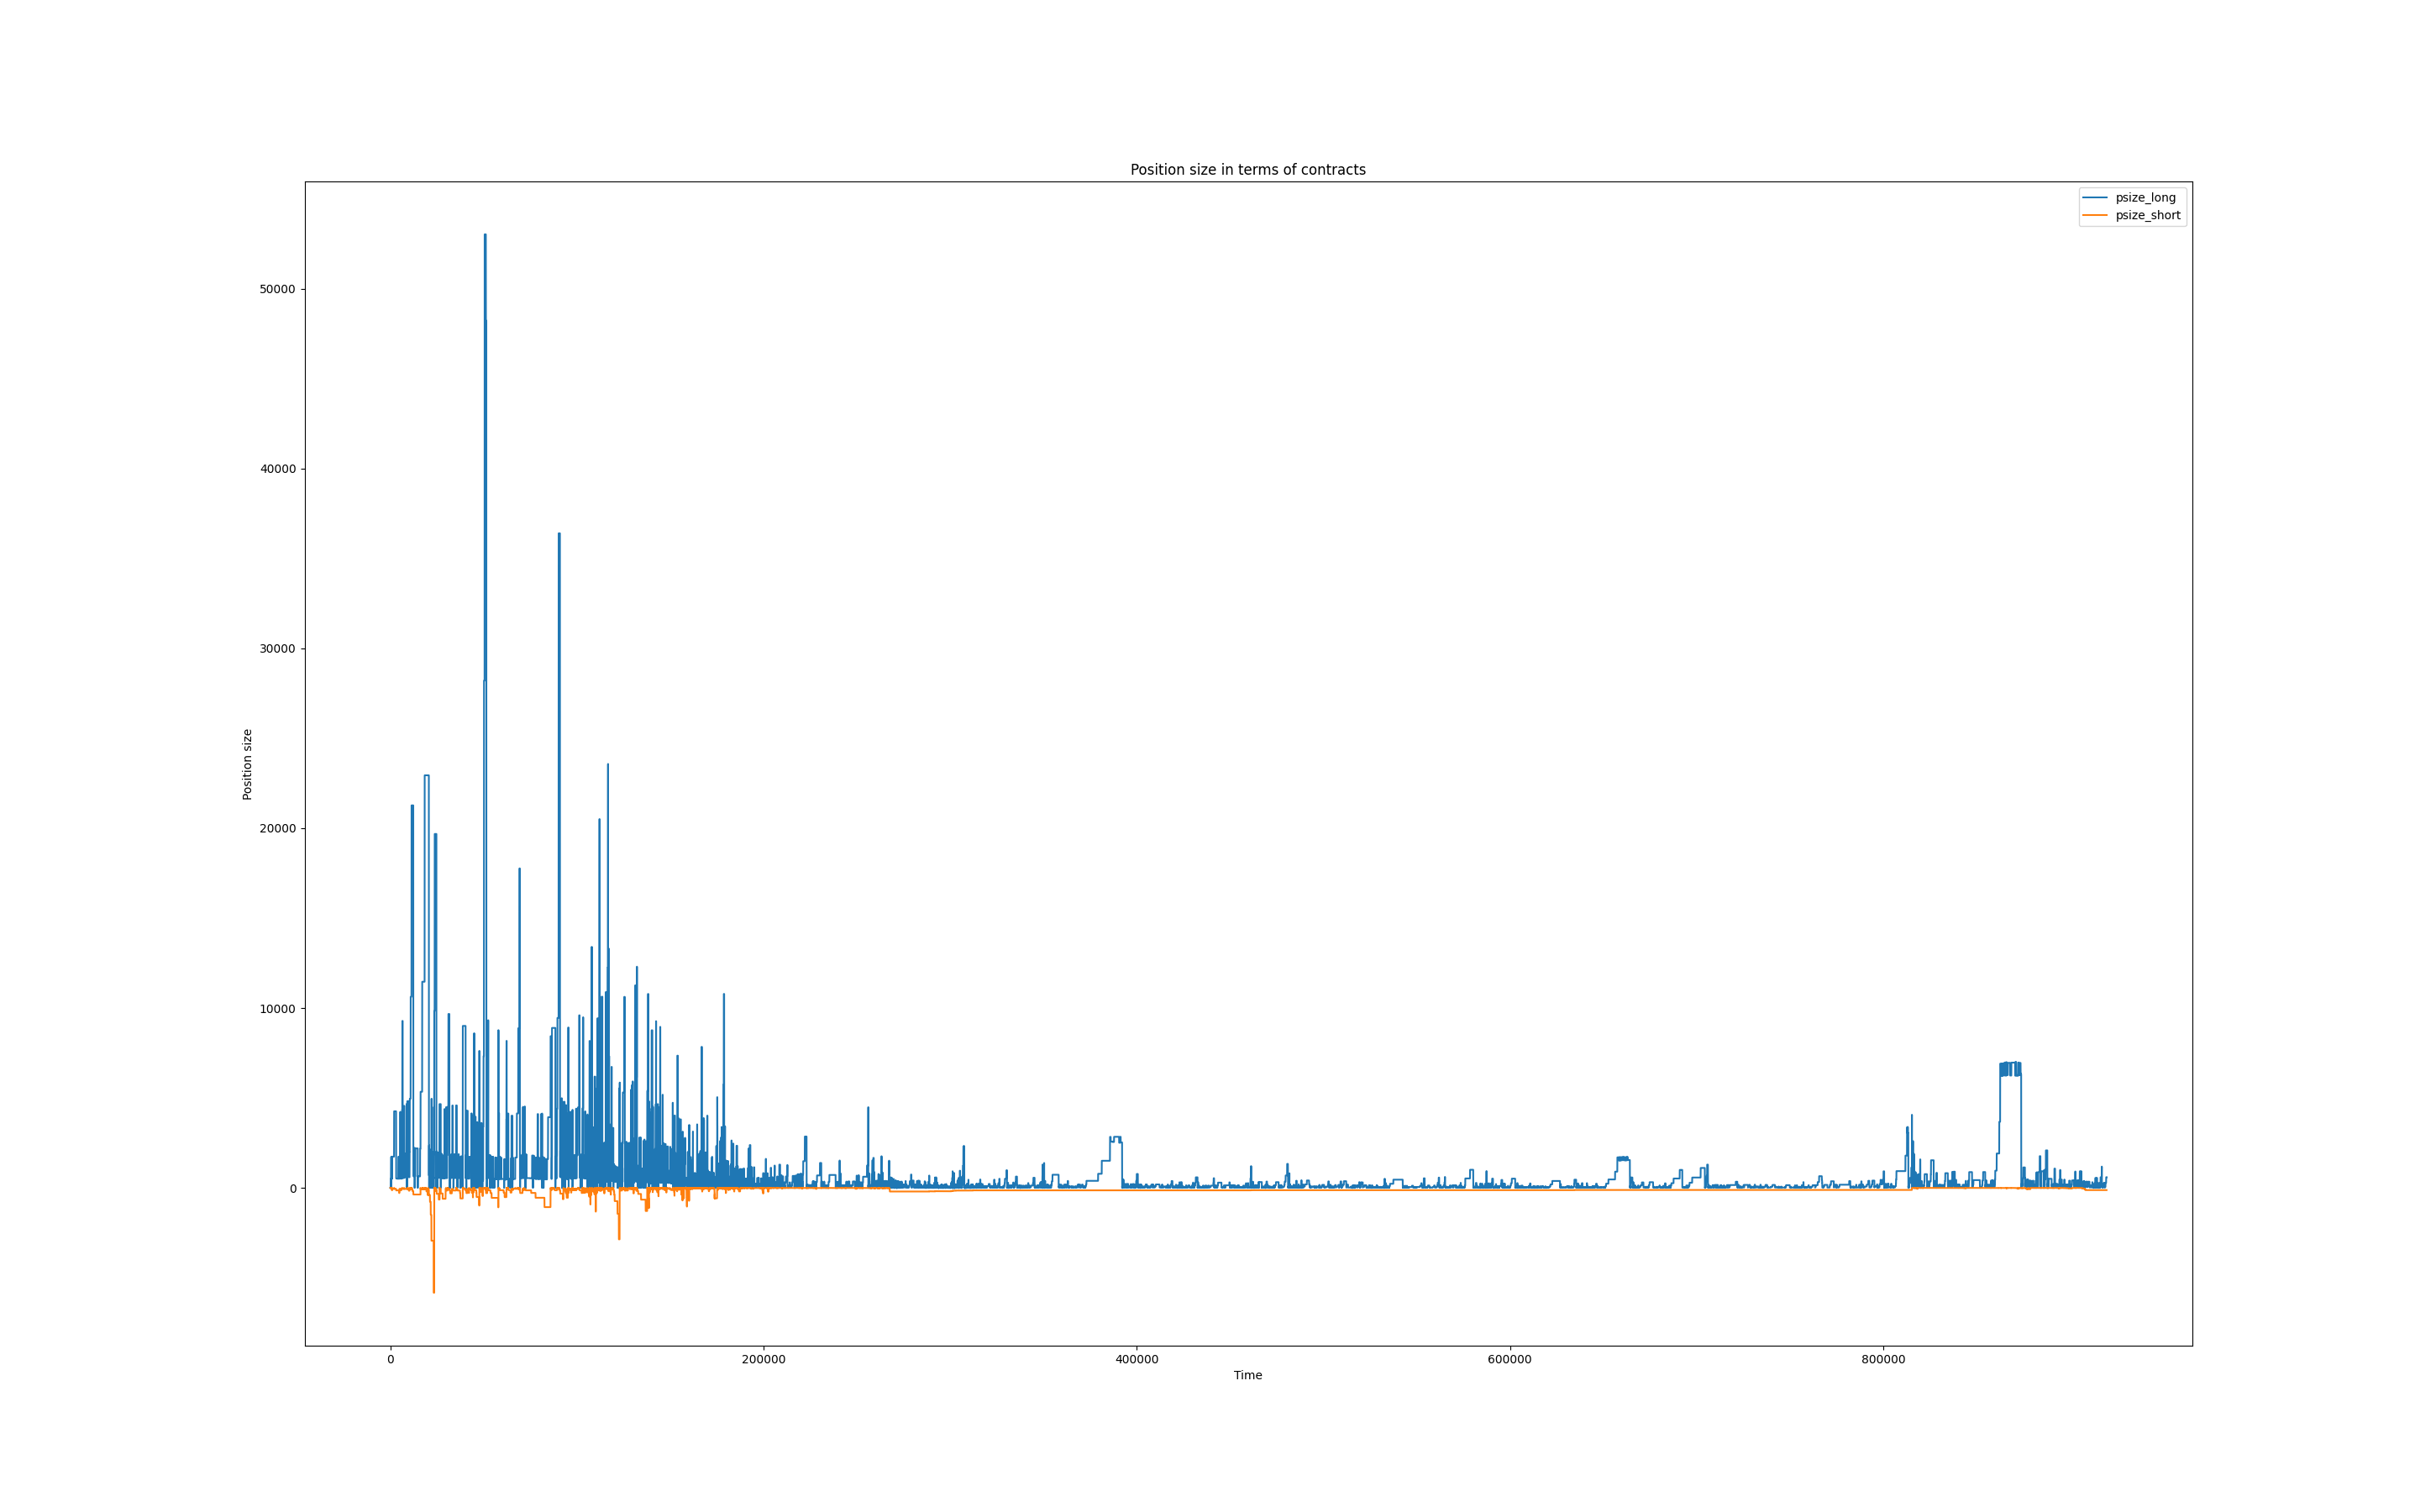 Position size in terms of contracts
psize_long
psize_short
50000
40000
30000
20000
10000
0
Position size
0
200000
400000
600000
800000
Time